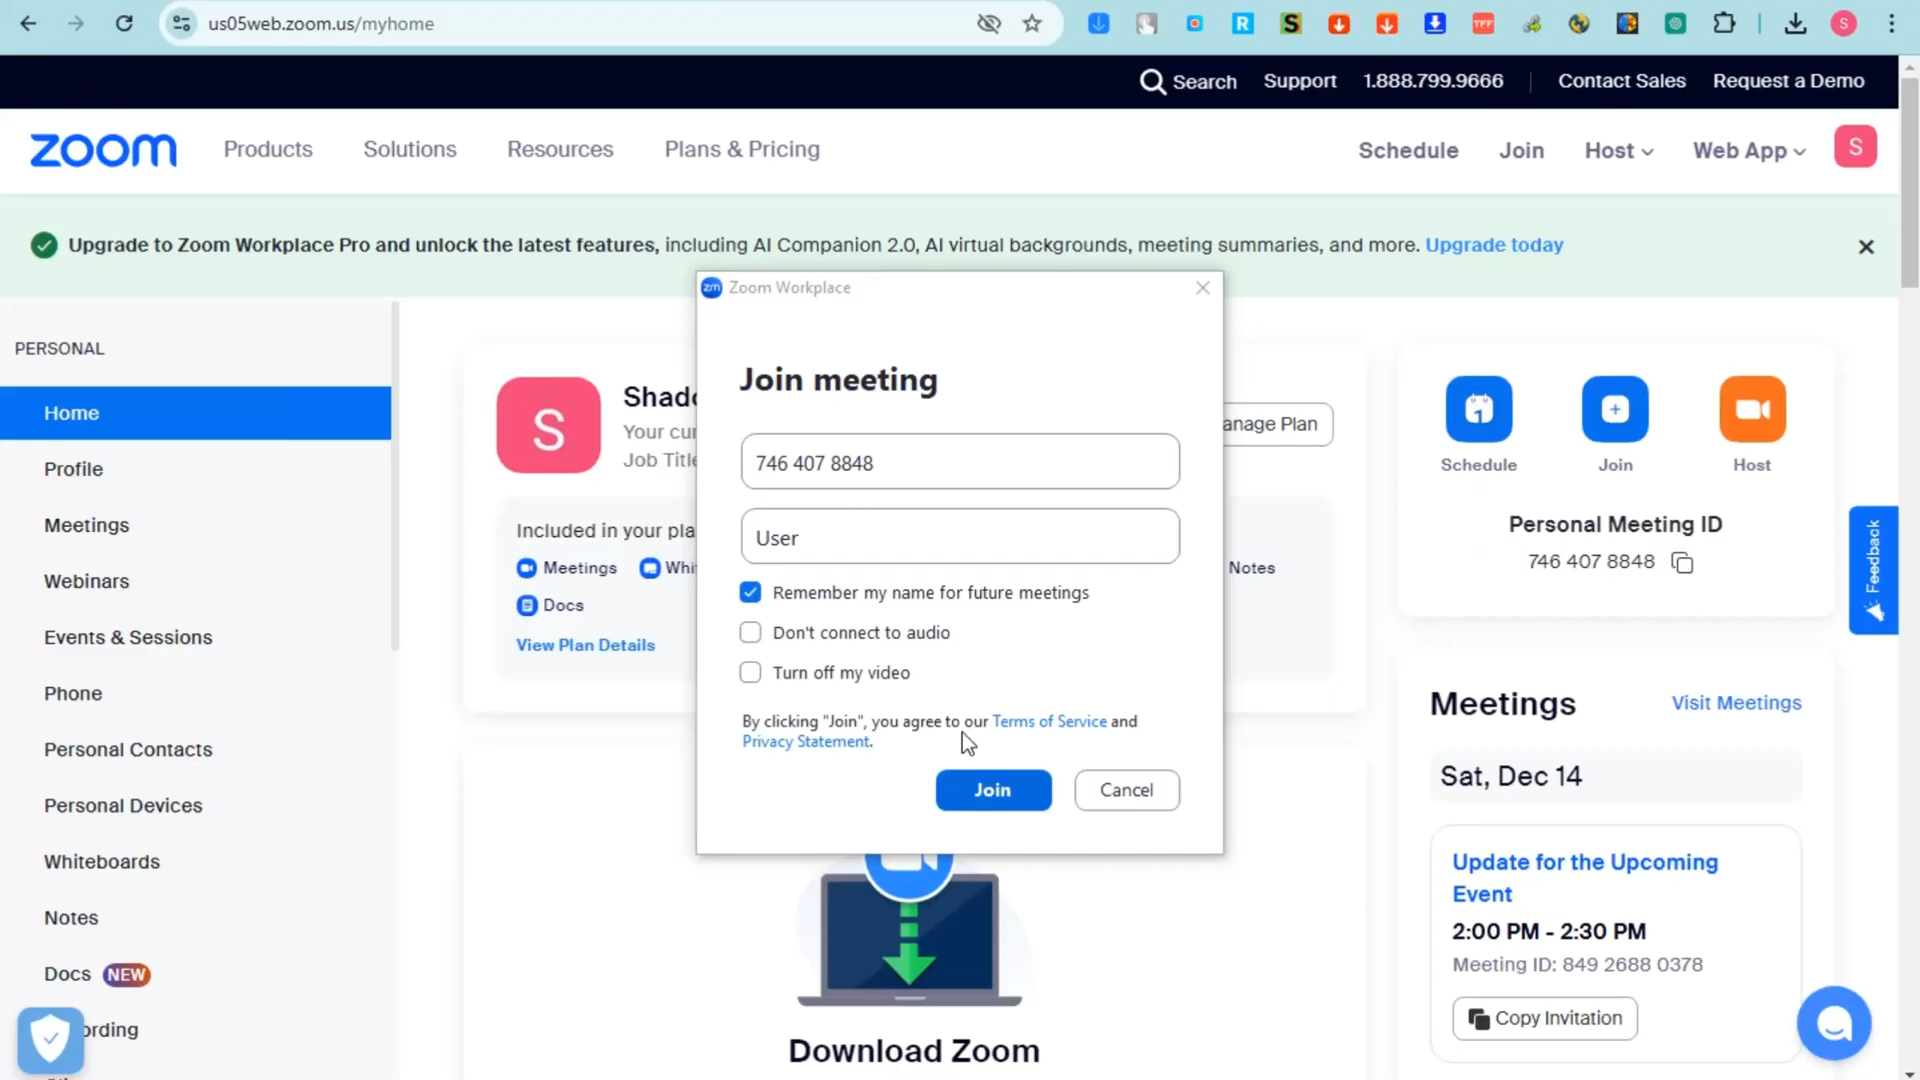 us05web.zoom.us/myhome
Search Support 1.888.799.9666 Contact Sales Request a Demo
zoom Products Solutions Resources Plans & Pricing Schedule Join Host Web App S
Upgrade to Zoom Workplace Pro and unlock the latest features, including AI Companion 2.0, AI virtual backgrounds, meeting summaries, and more. Upgrade today
PERSONAL
Home
Profile
Meetings
Webinars
Events & Sessions
Phone
Personal Contacts
Personal Devices
Whiteboards
Notes
Docs NEW
ording
S
Shado
Your cur
Job Title
anage Plan
Included in your pla
Meetings Whi Notes
Docs
View Plan Details
zm Zoom Workplace
Join meeting
746 407 8848
User
Remember my name for future meetings
Don't connect to audio
Turn off my video
By clicking "Join", you agree to our Terms of Service and
Privacy Statement.
Join Cancel
Download Zoom
1
Schedule Join Host
Personal Meeting ID
746 407 8848
Feedback
Meetings Visit Meetings
Sat, Dec 14
Update for the Upcoming
Event
2:00 PM - 2:30 PM
Meeting ID: 849 2688 0378
Copy Invitation